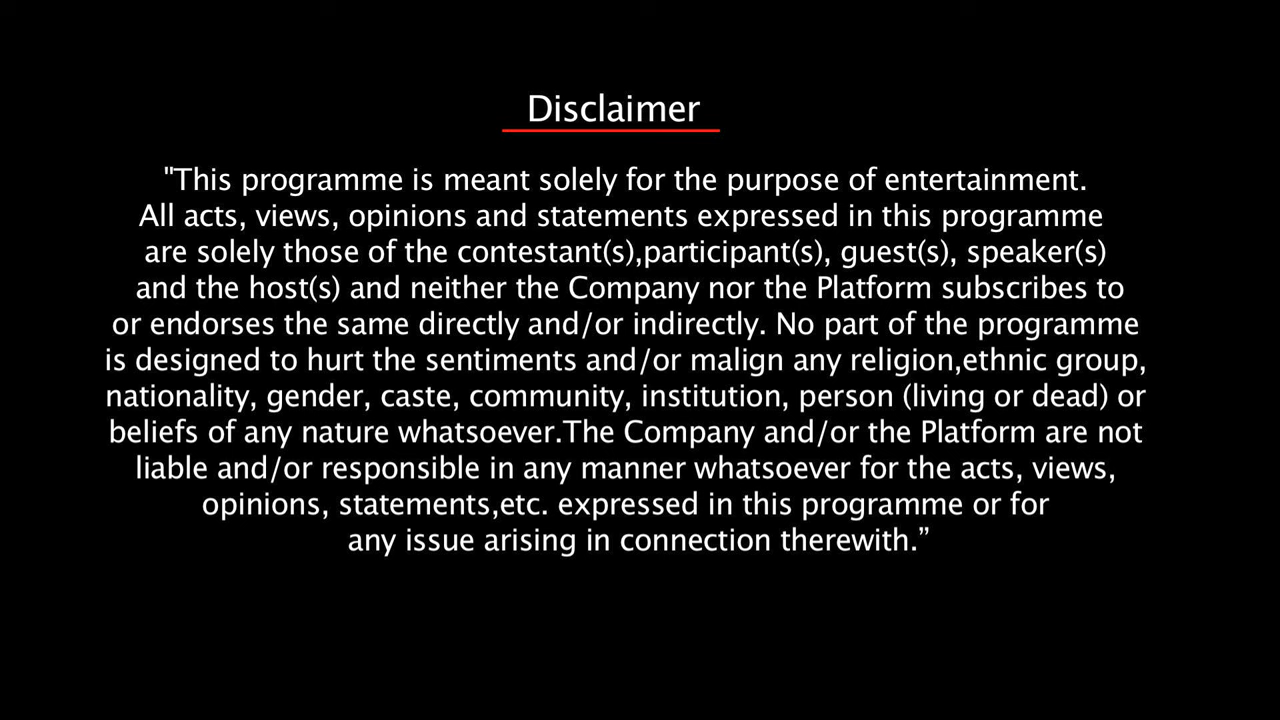 Disclaimer
"This programme is meant solely for the purpose of entertainment.
All acts, views, opinions and statements expressed in this programme
are solely those of the contestant(s),participant(s), guest(s), speaker(s)
and the host(s) and neither the Company nor the Platform subscribes to
or endorses the same directly and/or indirectly. No part of the programme
is designed to hurt the sentiments and/or malign any religion,ethnic group,
nationality, gender, caste, community, institution, person (living or dead) or
beliefs of any nature whatsoever.The Company and/or the Platform are not
liable and/or responsible in any manner whatsoever for the acts, views,
opinions, statements,etc. expressed in this programme or for
any issue arising in connection therewith.”